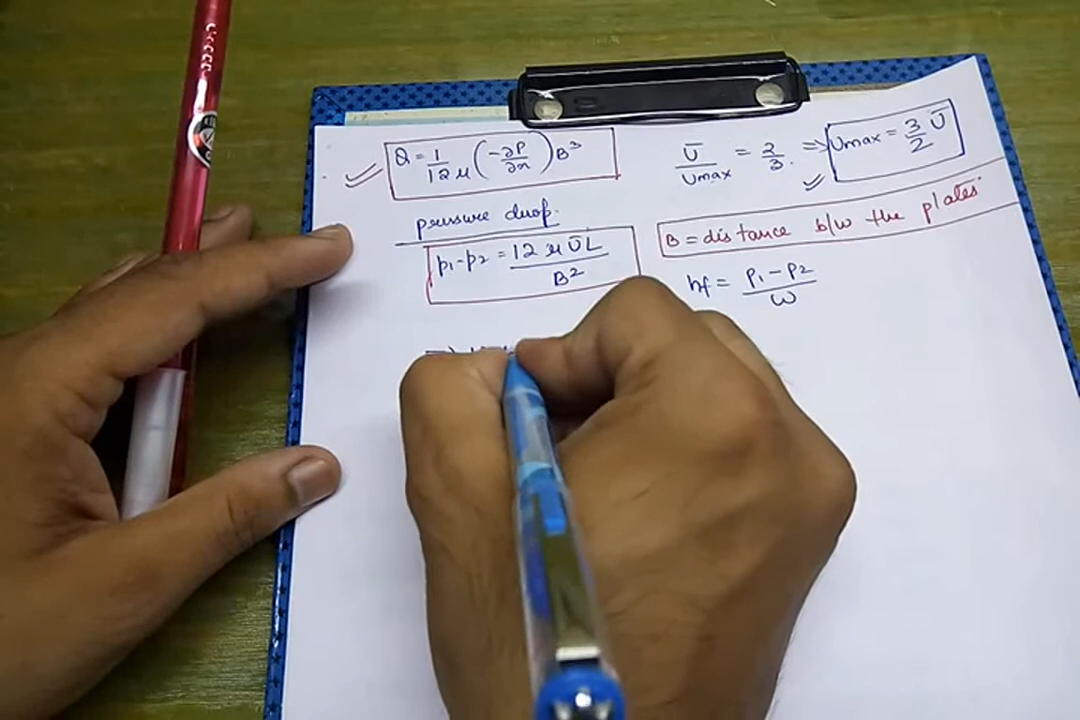 Q = 1/12μ (-∂P/∂x) B³
Ū/Umax = 2/3. ⇒ Umax = 3/2 Ū
pressure drop.
p₁-p₂ = 12 μ Ū L / B²
B = distance b/w the plates
hf = p₁-p₂ / w
⇒